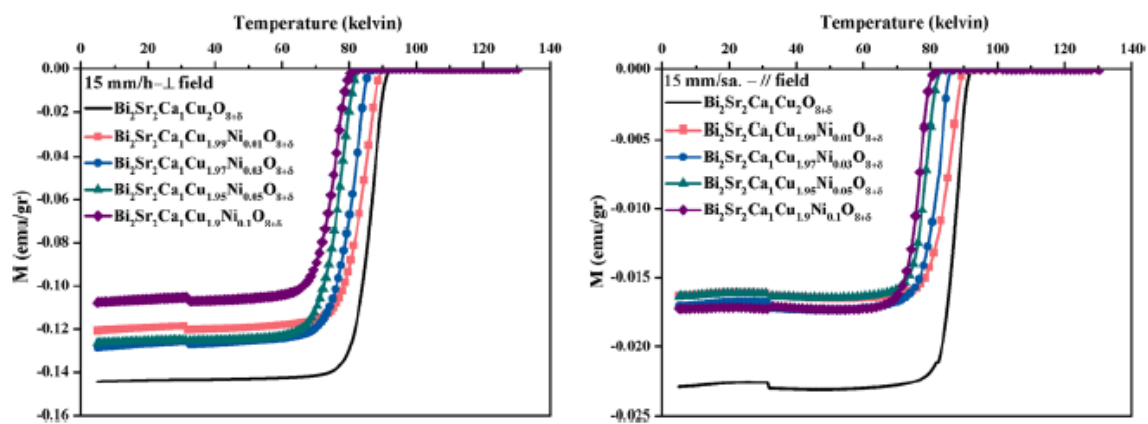 Temperature (kelvin)
0 20 40 60 80 100 120 140
0.00
-0.02
-0.04
-0.06
-0.08
-0.10
-0.12
-0.14
-0.16
M (emu/gr)
15 mm/h–⊥ field
Bi₂Sr₂Ca₁Cu₂O₈₊δ
Bi₂Sr₂Ca₁Cu₁.₉₉Ni₀.₀₁O₈₊δ
Bi₂Sr₂Ca₁Cu₁.₉₇Ni₀.₀₃O₈₊δ
Bi₂Sr₂Ca₁Cu₁.₉₅Ni₀.₀₅O₈₊δ
Bi₂Sr₂Ca₁Cu₁.₉Ni₀.₁O₈₊δ
Temperature (kelvin)
0 20 40 60 80 100 120 140
0.000
-0.005
-0.010
-0.015
-0.020
-0.025
M (emu/gr)
15 mm/sa. – // field
Bi₂Sr₂Ca₁Cu₂O₈₊δ
Bi₂Sr₂Ca₁Cu₁.₉₉Ni₀.₀₁O₈₊δ
Bi₂Sr₂Ca₁Cu₁.₉₇Ni₀.₀₃O₈₊δ
Bi₂Sr₂Ca₁Cu₁.₉₅Ni₀.₀₅O₈₊δ
Bi₂Sr₂Ca₁Cu₁.₉Ni₀.₁O₈₊δ